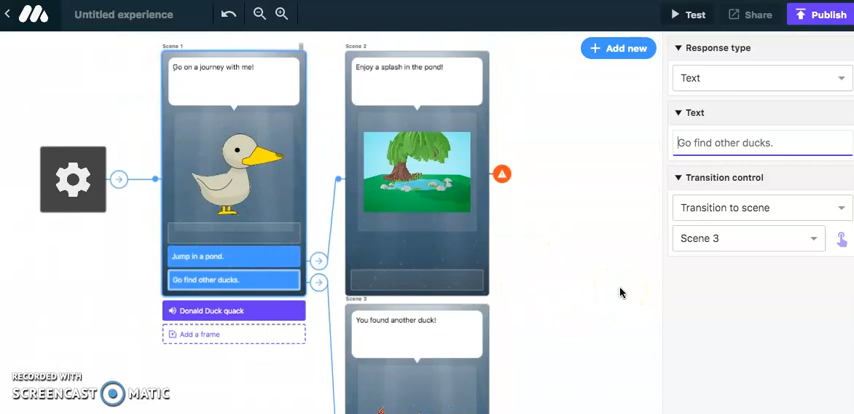 Untitled experience
Test
Share
Publish
Scene 1
Go on a journey with me!
Jump in a pond.
Go find other ducks.
Donald Duck quack
Add a frame
Scene 2
Enjoy a splash in the pond!
Scene 3
You found another duck!
Add new
Response type
Text
Text
Go find other ducks.
Transition control
Transition to scene
Scene 3
RECORDED WITH
SCREENCAST MATIC